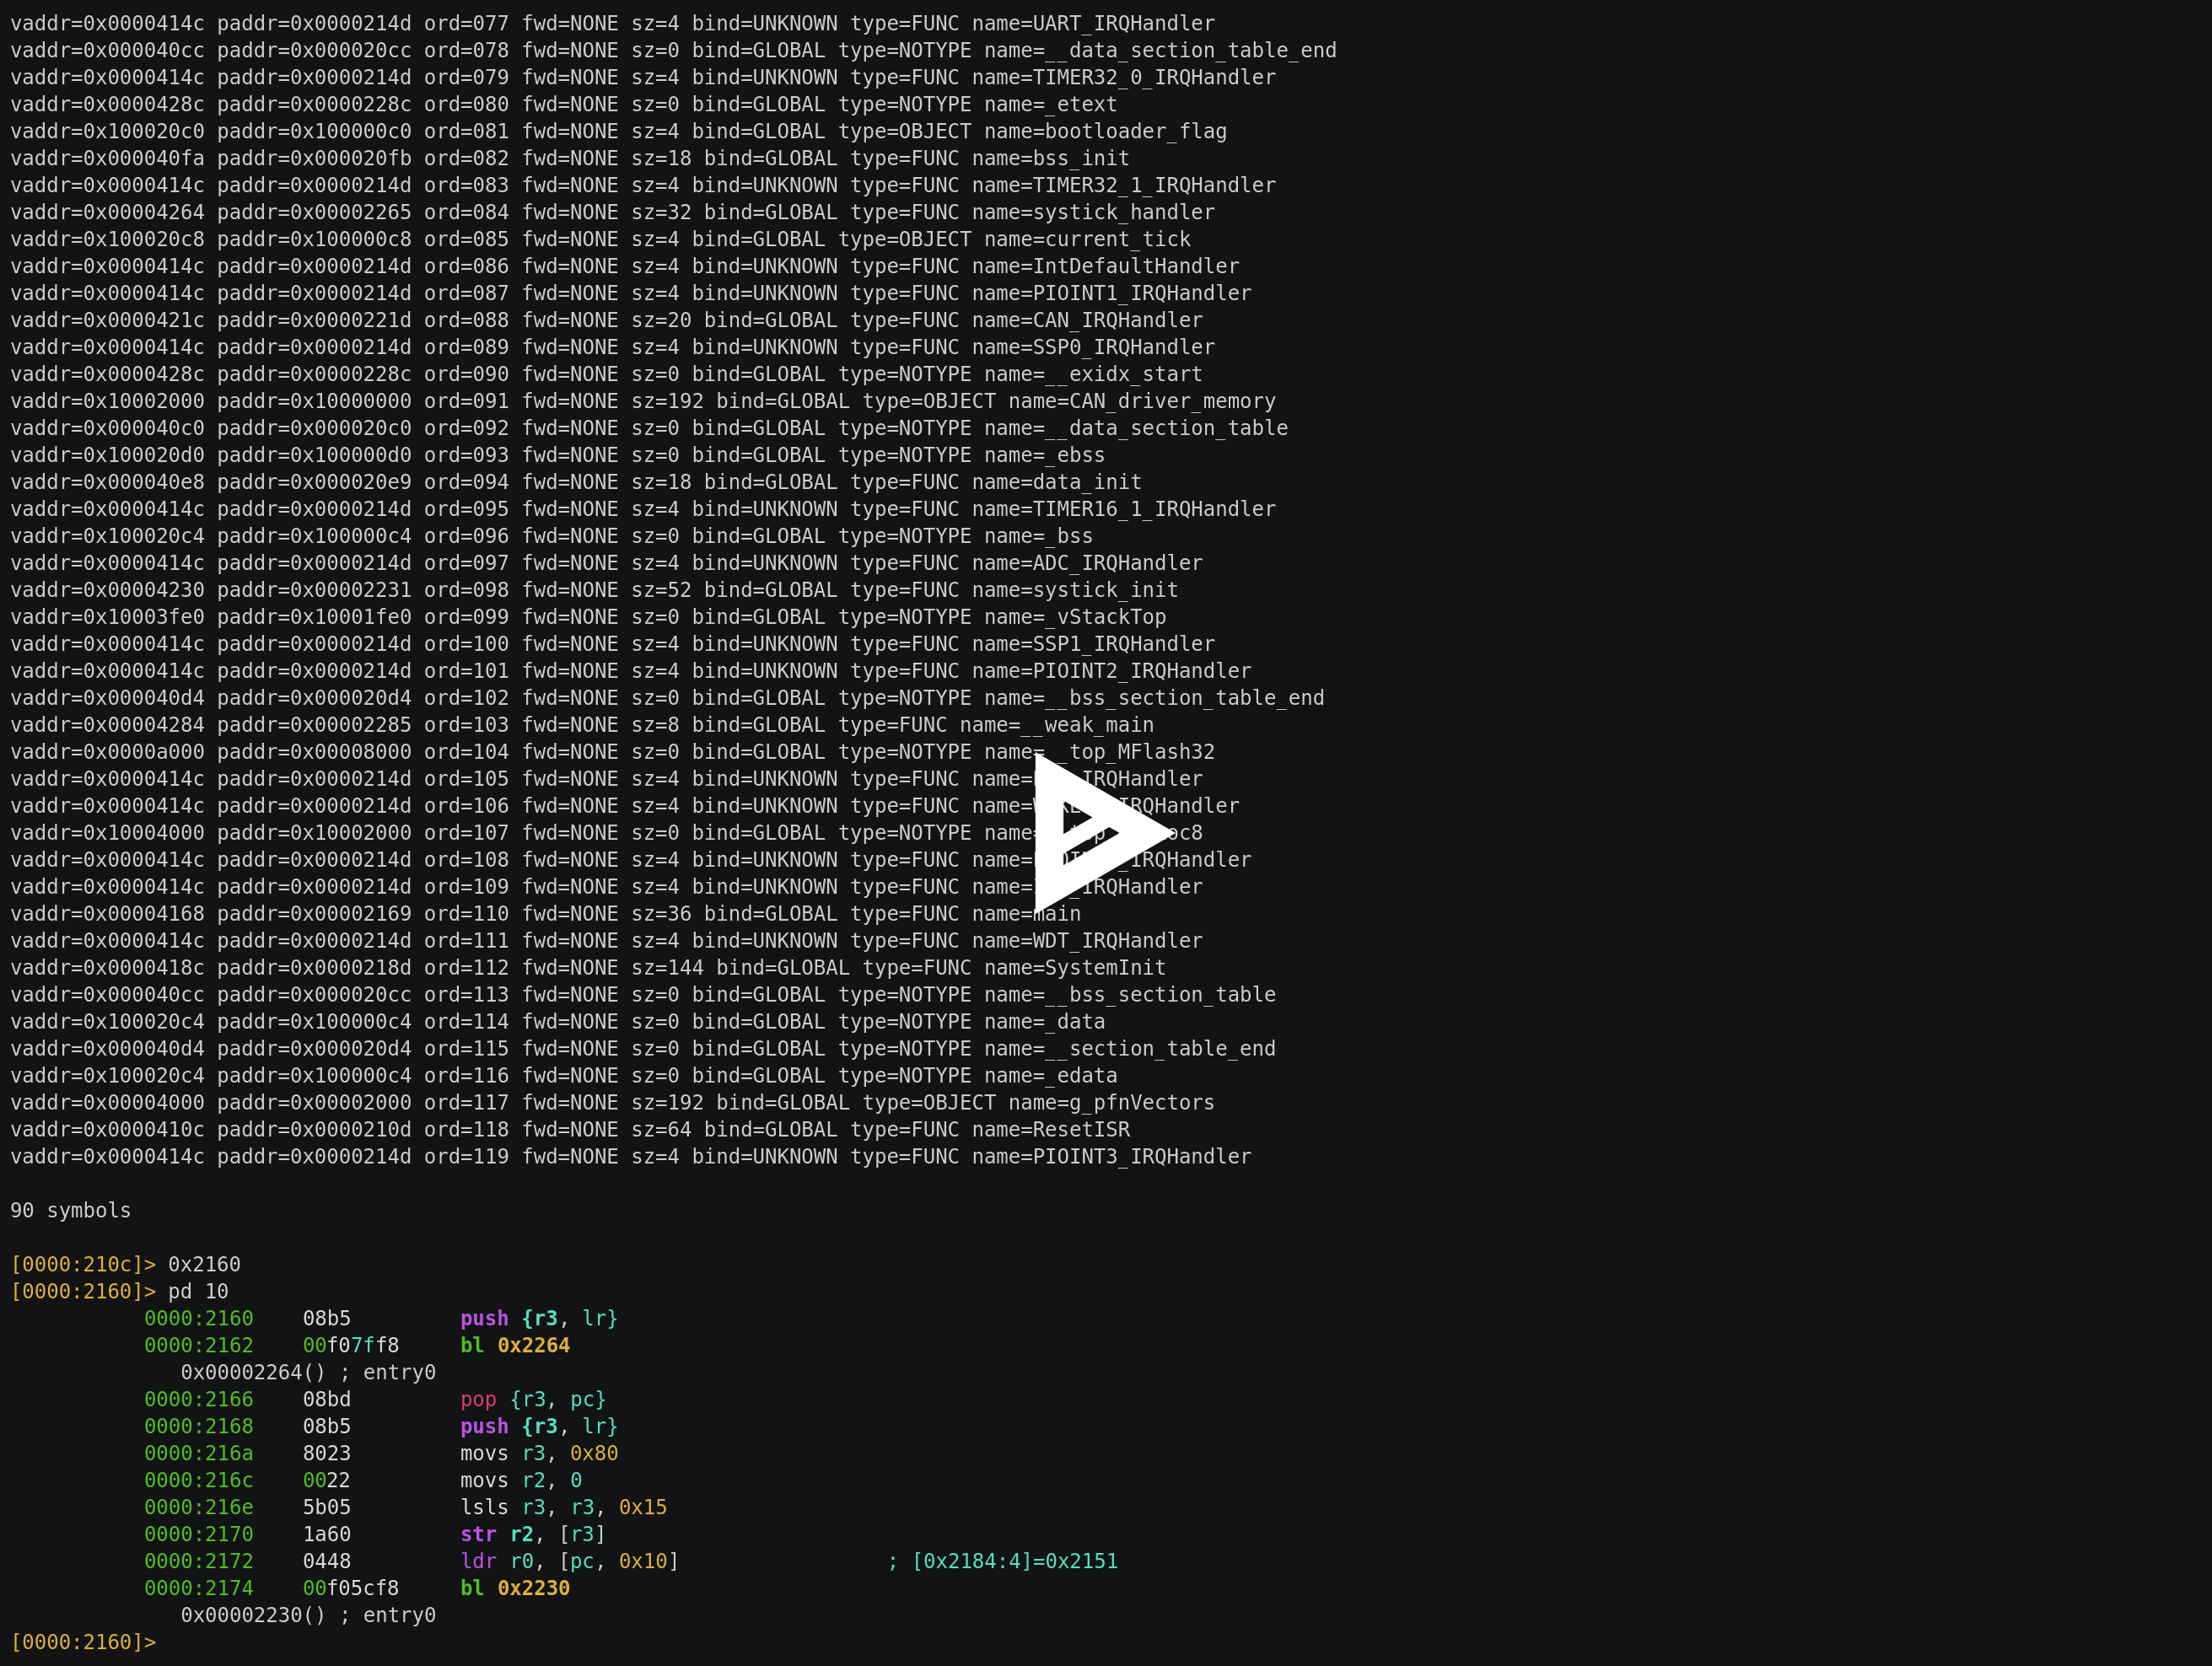 vaddr=0x0000414c paddr=0x0000214d ord=077 fwd=NONE sz=4 bind=UNKNOWN type=FUNC name=UART_IRQHandler
vaddr=0x000040cc paddr=0x000020cc ord=078 fwd=NONE sz=0 bind=GLOBAL type=NOTYPE name=__data_section_table_end
vaddr=0x0000414c paddr=0x0000214d ord=079 fwd=NONE sz=4 bind=UNKNOWN type=FUNC name=TIMER32_0_IRQHandler
vaddr=0x0000428c paddr=0x0000228c ord=080 fwd=NONE sz=0 bind=GLOBAL type=NOTYPE name=_etext
vaddr=0x100020c0 paddr=0x100000c0 ord=081 fwd=NONE sz=4 bind=GLOBAL type=OBJECT name=bootloader_flag
vaddr=0x000040fa paddr=0x000020fb ord=082 fwd=NONE sz=18 bind=GLOBAL type=FUNC name=bss_init
vaddr=0x0000414c paddr=0x0000214d ord=083 fwd=NONE sz=4 bind=UNKNOWN type=FUNC name=TIMER32_1_IRQHandler
vaddr=0x00004264 paddr=0x00002265 ord=084 fwd=NONE sz=32 bind=GLOBAL type=FUNC name=systick_handler
vaddr=0x100020c8 paddr=0x100000c8 ord=085 fwd=NONE sz=4 bind=GLOBAL type=OBJECT name=current_tick
vaddr=0x0000414c paddr=0x0000214d ord=086 fwd=NONE sz=4 bind=UNKNOWN type=FUNC name=IntDefaultHandler
vaddr=0x0000414c paddr=0x0000214d ord=087 fwd=NONE sz=4 bind=UNKNOWN type=FUNC name=PIOINT1_IRQHandler
vaddr=0x0000421c paddr=0x0000221d ord=088 fwd=NONE sz=20 bind=GLOBAL type=FUNC name=CAN_IRQHandler
vaddr=0x0000414c paddr=0x0000214d ord=089 fwd=NONE sz=4 bind=UNKNOWN type=FUNC name=SSP0_IRQHandler
vaddr=0x0000428c paddr=0x0000228c ord=090 fwd=NONE sz=0 bind=GLOBAL type=NOTYPE name=__exidx_start
vaddr=0x10002000 paddr=0x10000000 ord=091 fwd=NONE sz=192 bind=GLOBAL type=OBJECT name=CAN_driver_memory
vaddr=0x000040c0 paddr=0x000020c0 ord=092 fwd=NONE sz=0 bind=GLOBAL type=NOTYPE name=__data_section_table
vaddr=0x100020d0 paddr=0x100000d0 ord=093 fwd=NONE sz=0 bind=GLOBAL type=NOTYPE name=_ebss
vaddr=0x000040e8 paddr=0x000020e9 ord=094 fwd=NONE sz=18 bind=GLOBAL type=FUNC name=data_init
vaddr=0x0000414c paddr=0x0000214d ord=095 fwd=NONE sz=4 bind=UNKNOWN type=FUNC name=TIMER16_1_IRQHandler
vaddr=0x100020c4 paddr=0x100000c4 ord=096 fwd=NONE sz=0 bind=GLOBAL type=NOTYPE name=_bss
vaddr=0x0000414c paddr=0x0000214d ord=097 fwd=NONE sz=4 bind=UNKNOWN type=FUNC name=ADC_IRQHandler
vaddr=0x00004230 paddr=0x00002231 ord=098 fwd=NONE sz=52 bind=GLOBAL type=FUNC name=systick_init
vaddr=0x10003fe0 paddr=0x10001fe0 ord=099 fwd=NONE sz=0 bind=GLOBAL type=NOTYPE name=_vStackTop
vaddr=0x0000414c paddr=0x0000214d ord=100 fwd=NONE sz=4 bind=UNKNOWN type=FUNC name=SSP1_IRQHandler
vaddr=0x0000414c paddr=0x0000214d ord=101 fwd=NONE sz=4 bind=UNKNOWN type=FUNC name=PIOINT2_IRQHandler
vaddr=0x000040d4 paddr=0x000020d4 ord=102 fwd=NONE sz=0 bind=GLOBAL type=NOTYPE name=__bss_section_table_end
vaddr=0x00004284 paddr=0x00002285 ord=103 fwd=NONE sz=8 bind=GLOBAL type=FUNC name=__weak_main
vaddr=0x0000a000 paddr=0x00008000 ord=104 fwd=NONE sz=0 bind=GLOBAL type=NOTYPE name=__top_MFlash32
vaddr=0x0000414c paddr=0x0000214d ord=105 fwd=NONE sz=4 bind=UNKNOWN type=FUNC
vaddr=0x0000414c paddr=0x0000214d ord=106 fwd=NONE sz=4 bind=UNKNOWN type=FUNC
vaddr=0x10004000 paddr=0x10002000 ord=107 fwd=NONE sz=0 bind=GLOBAL type=NOTYPE
vaddr=0x0000414c paddr=0x0000214d ord=108 fwd=NONE sz=4 bind=UNKNOWN type=FUNC
vaddr=0x0000414c paddr=0x0000214d ord=109 fwd=NONE sz=4 bind=UNKNOWN type=FUNC
vaddr=0x00004168 paddr=0x00002169 ord=110 fwd=NONE sz=36 bind=GLOBAL type=FUNC name=main
vaddr=0x0000414c paddr=0x0000214d ord=111 fwd=NONE sz=4 bind=UNKNOWN type=FUNC name=WDT_IRQHandler
vaddr=0x0000418c paddr=0x0000218d ord=112 fwd=NONE sz=144 bind=GLOBAL type=FUNC name=SystemInit
vaddr=0x000040cc paddr=0x000020cc ord=113 fwd=NONE sz=0 bind=GLOBAL type=NOTYPE name=__bss_section_table
vaddr=0x100020c4 paddr=0x100000c4 ord=114 fwd=NONE sz=0 bind=GLOBAL type=NOTYPE name=_data
vaddr=0x000040d4 paddr=0x000020d4 ord=115 fwd=NONE sz=0 bind=GLOBAL type=NOTYPE name=__section_table_end
vaddr=0x100020c4 paddr=0x100000c4 ord=116 fwd=NONE sz=0 bind=GLOBAL type=NOTYPE name=_edata
vaddr=0x00004000 paddr=0x00002000 ord=117 fwd=NONE sz=192 bind=GLOBAL type=OBJECT name=g_pfnVectors
vaddr=0x0000410c paddr=0x0000210d ord=118 fwd=NONE sz=64 bind=GLOBAL type=FUNC name=ResetISR
vaddr=0x0000414c paddr=0x0000214d ord=119 fwd=NONE sz=4 bind=UNKNOWN type=FUNC name=PIOINT3_IRQHandler
90 symbols
[0000:210c]> 0x2160
[0000:2160]> pd 10
0000:2160 08b5 push {r3, lr}
0000:2162 00f07ff8 bl 0x2264
0x00002264() ; entry0
0000:2166 08bd pop {r3, pc}
0000:2168 08b5 push {r3, lr}
0000:216a 8023 movs r3, 0x80
0000:216c 0022 movs r2, 0
0000:216e 5b05 lsls r3, r3, 0x15
0000:2170 1a60 str r2, [r3]
0000:2172 0448 ldr r0, [pc, 0x10] ; [0x2184:4]=0x2151
0000:2174 00f05cf8 bl 0x2230
0x00002230() ; entry0
[0000:2160]>